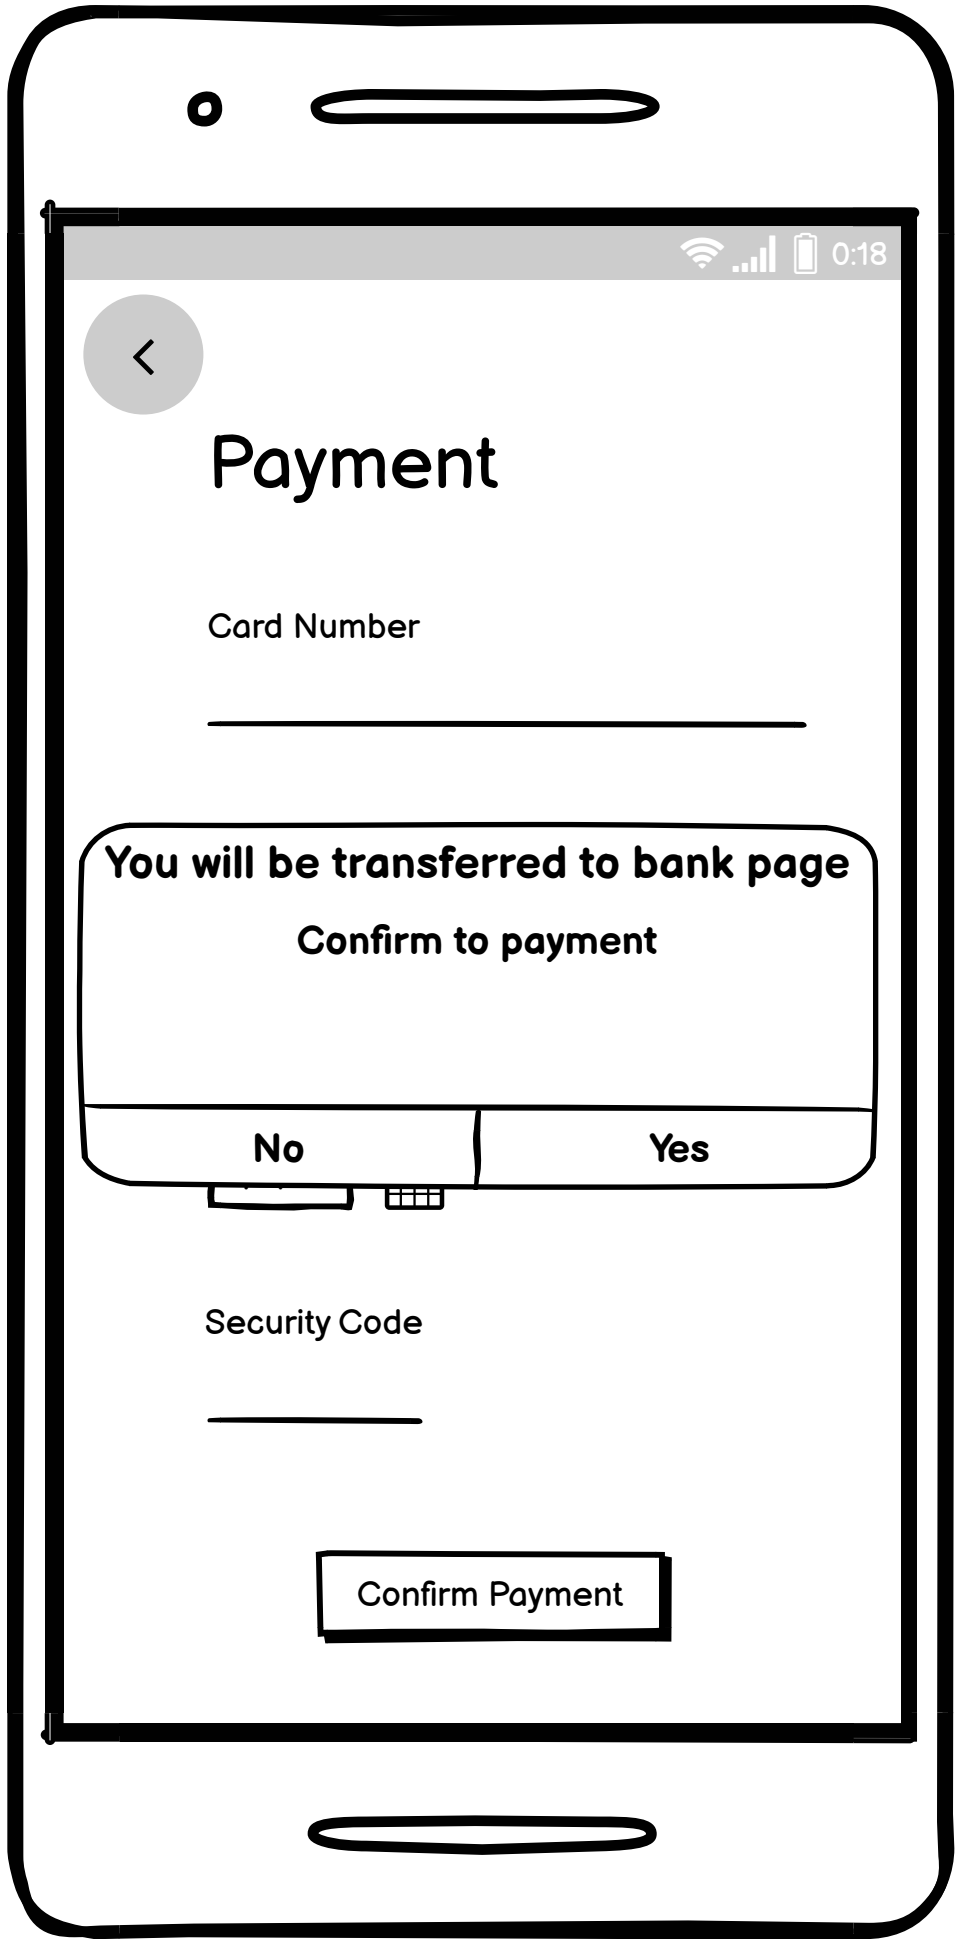 0:18
Payment
Card Number
You will be transferred to bank page
Confirm to payment
No
Yes
Security Code
Confirm Payment